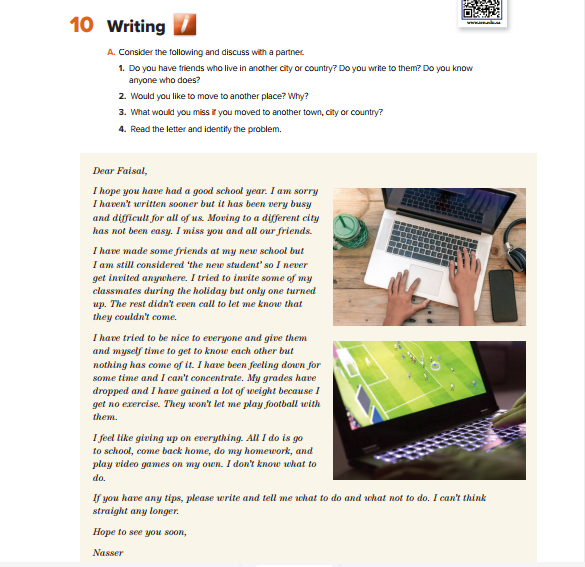 10 Writing
www.ien.edu.sa
A. Consider the following and discuss with a partner.
1. Do you have friends who live in another city or country? Do you write to them? Do you know
anyone who does?
2. Would you like to move to another place? Why?
3. What would you miss if you moved to another town, city or country?
4. Read the letter and identify the problem.
Dear Faisal,
I hope you have had a good school year. I am sorry
I haven't written sooner but it has been very busy
and difficult for all of us. Moving to a different city
has not been easy. I miss you and all our friends.
I have made some friends at my new school but
I am still considered 'the new student' so I never
get invited anywhere. I tried to invite some of my
classmates during the holiday but only one turned
up. The rest didn't even call to let me know that
they couldn't come.
I have tried to be nice to everyone and give them
and myself time to get to know each other but
nothing has come of it. I have been feeling down for
some time and I can't concentrate. My grades have
dropped and I have gained a lot of weight because I
get no exercise. They won't let me play football with
them.
I feel like giving up on everything. All I do is go
to school, come back home, do my homework, and
play video games on my own. I don't know what to
do.
If you have any tips, please write and tell me what to do and what not to do. I can't think
straight any longer.
Hope to see you soon,
Nasser